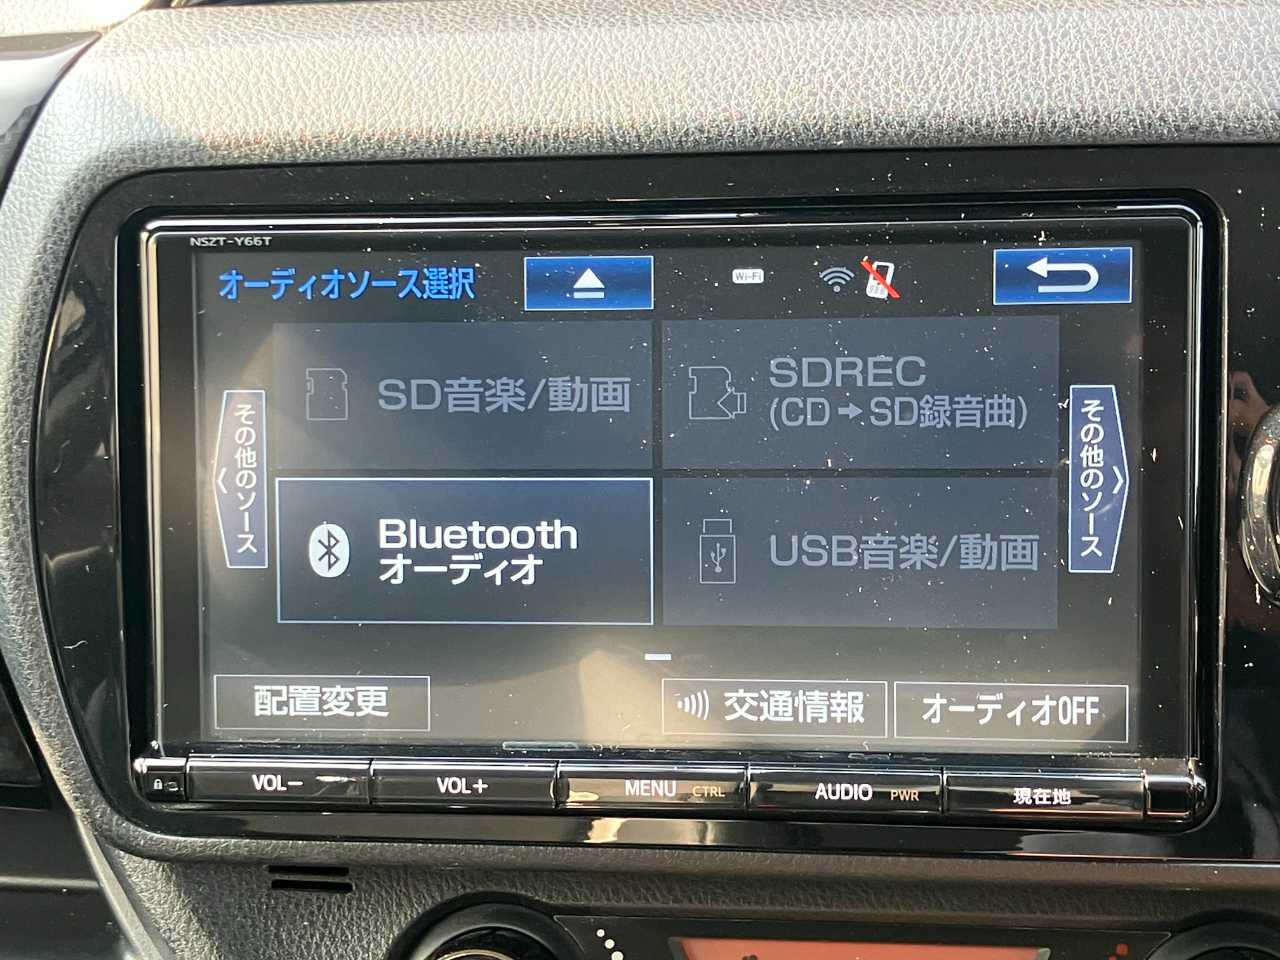 NSZT-Y66T
オーディオソース選択
Wi-Fi
その他のソース
SD音楽/動画
SDREC
(CD→SD録音曲)
その他のソース
Bluetooth
オーディオ
USB音楽/動画
配置変更
交通情報
オーディオOFF
VOL−
VOL+
MENU CTRL
AUDIO PWR
現在地